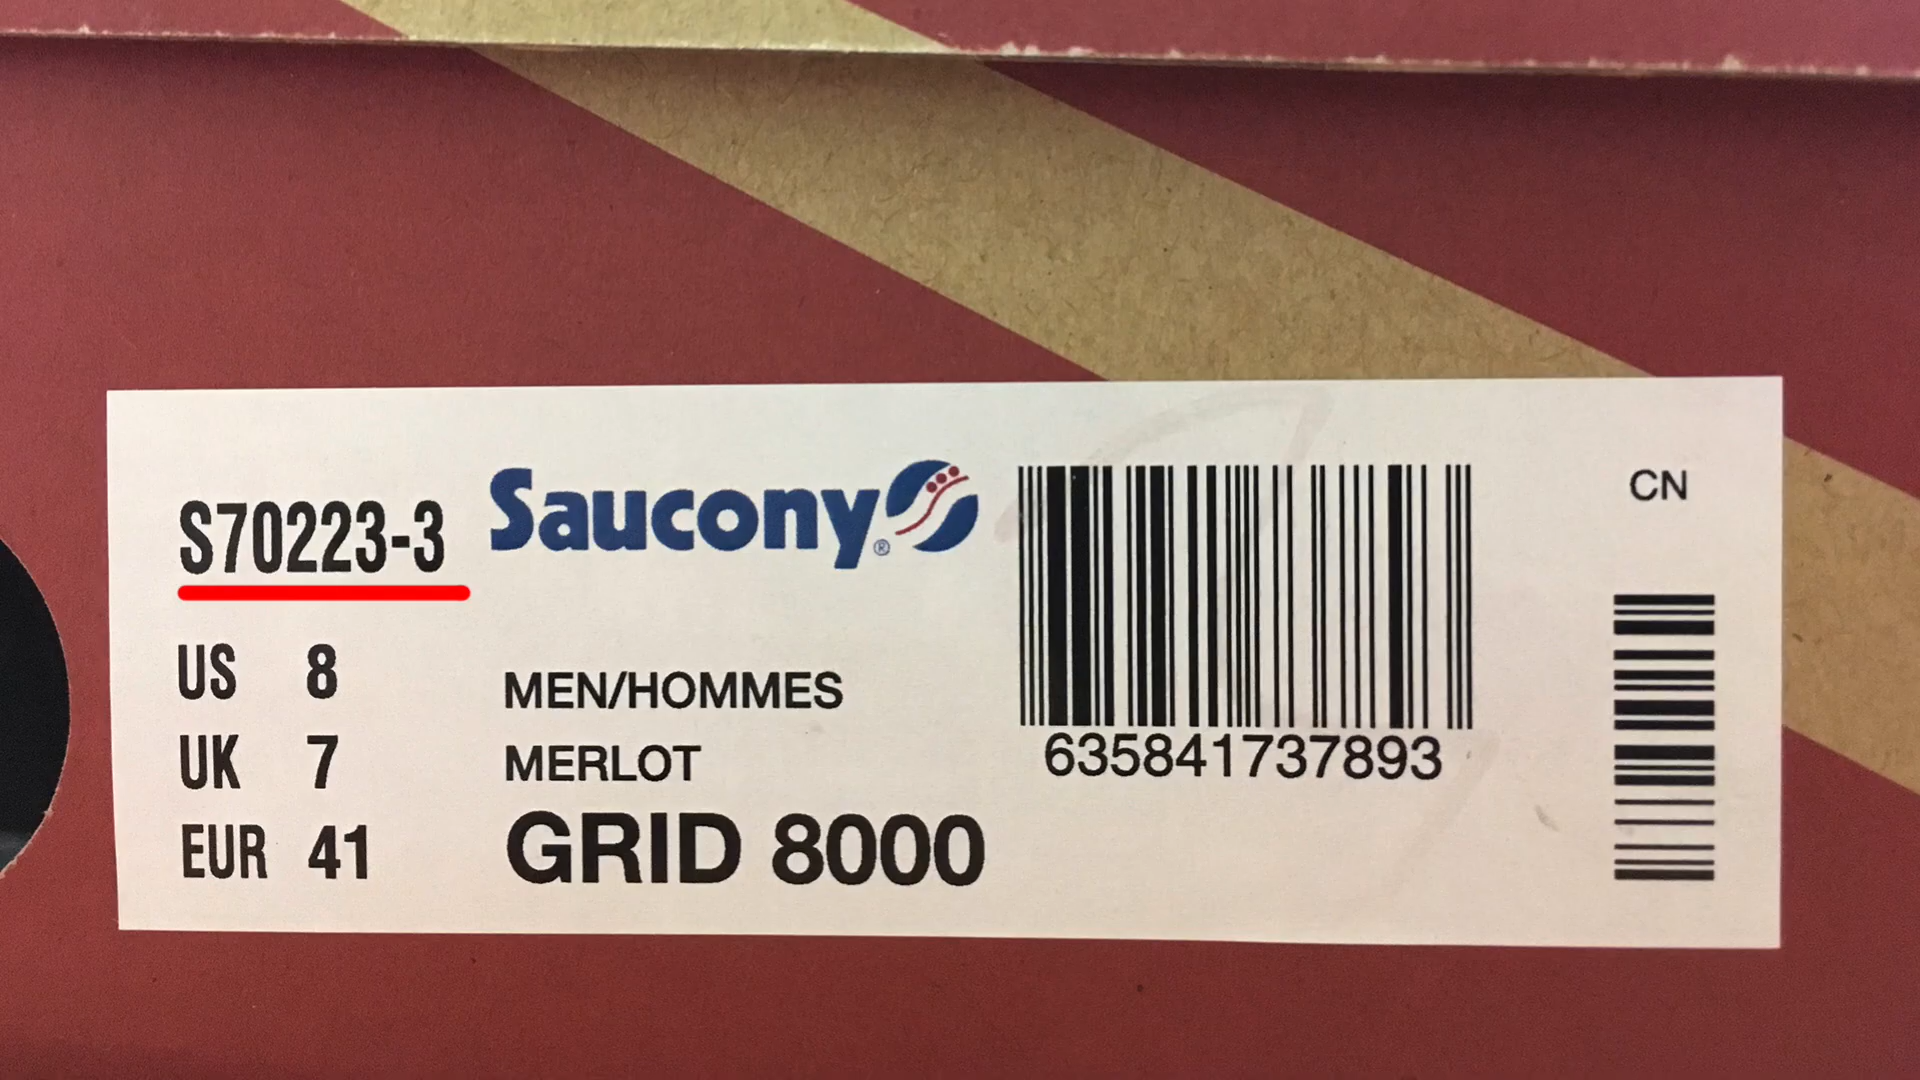 S70223-3
Saucony®
CN
US 8
MEN/HOMMES
UK 7
MERLOT
635841737893
EUR 41
GRID 8000